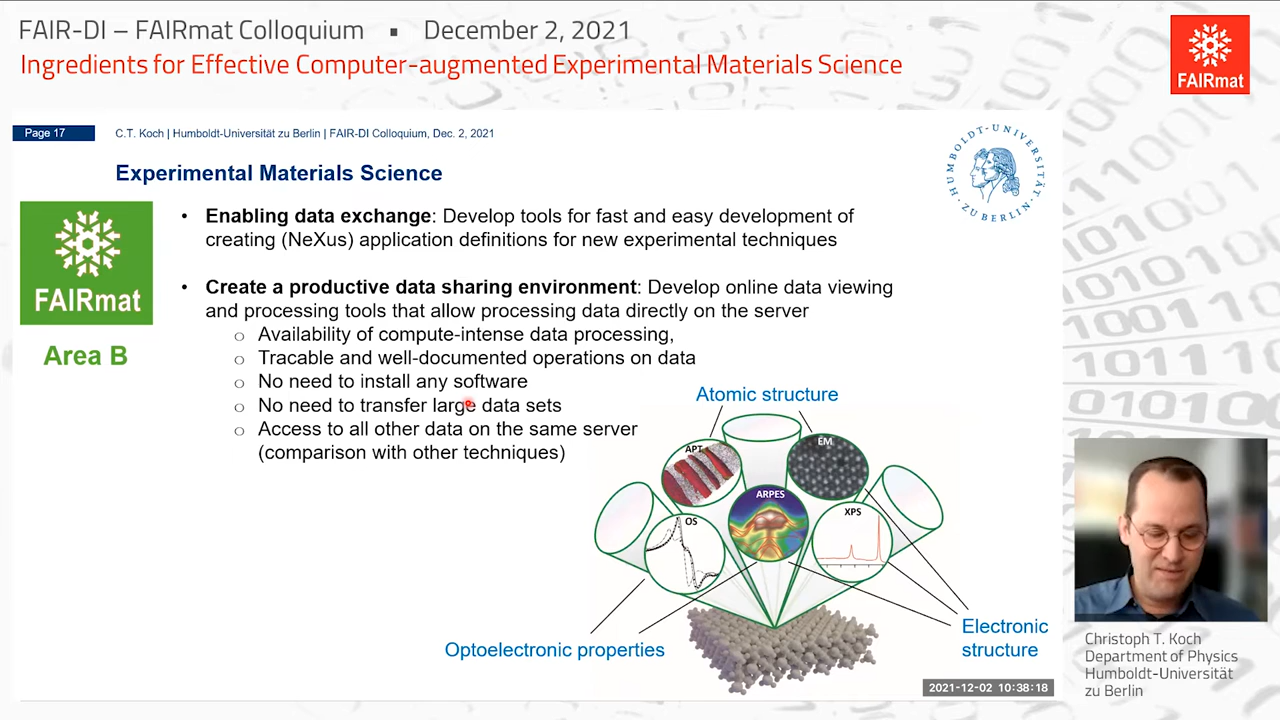 FAIR-DI – FAIRmat Colloquium ▪ December 2, 2021
Ingredients for Effective Computer-augmented Experimental Materials Science
FAIRmat
Page 17
C.T. Koch | Humboldt-Universität zu Berlin | FAIR-DI Colloquium, Dec. 2, 2021
HUMBOLDT-UNIVERSITÄT · ZU BERLIN ·
Experimental Materials Science
FAIRmat
Area B
• Enabling data exchange: Develop tools for fast and easy development of
creating (NeXus) application definitions for new experimental techniques
• Create a productive data sharing environment: Develop online data viewing
and processing tools that allow processing data directly on the server
o Availability of compute-intense data processing,
o Tracable and well-documented operations on data
o No need to install any software
o No need to transfer large data sets
o Access to all other data on the same server
(comparison with other techniques)
Atomic structure
APT
EM
ARPES
OS
XPS
Optoelectronic properties
Electronic
structure
2021-12-02 10:38:18
Christoph T. Koch
Department of Physics
Humboldt-Universität
zu Berlin